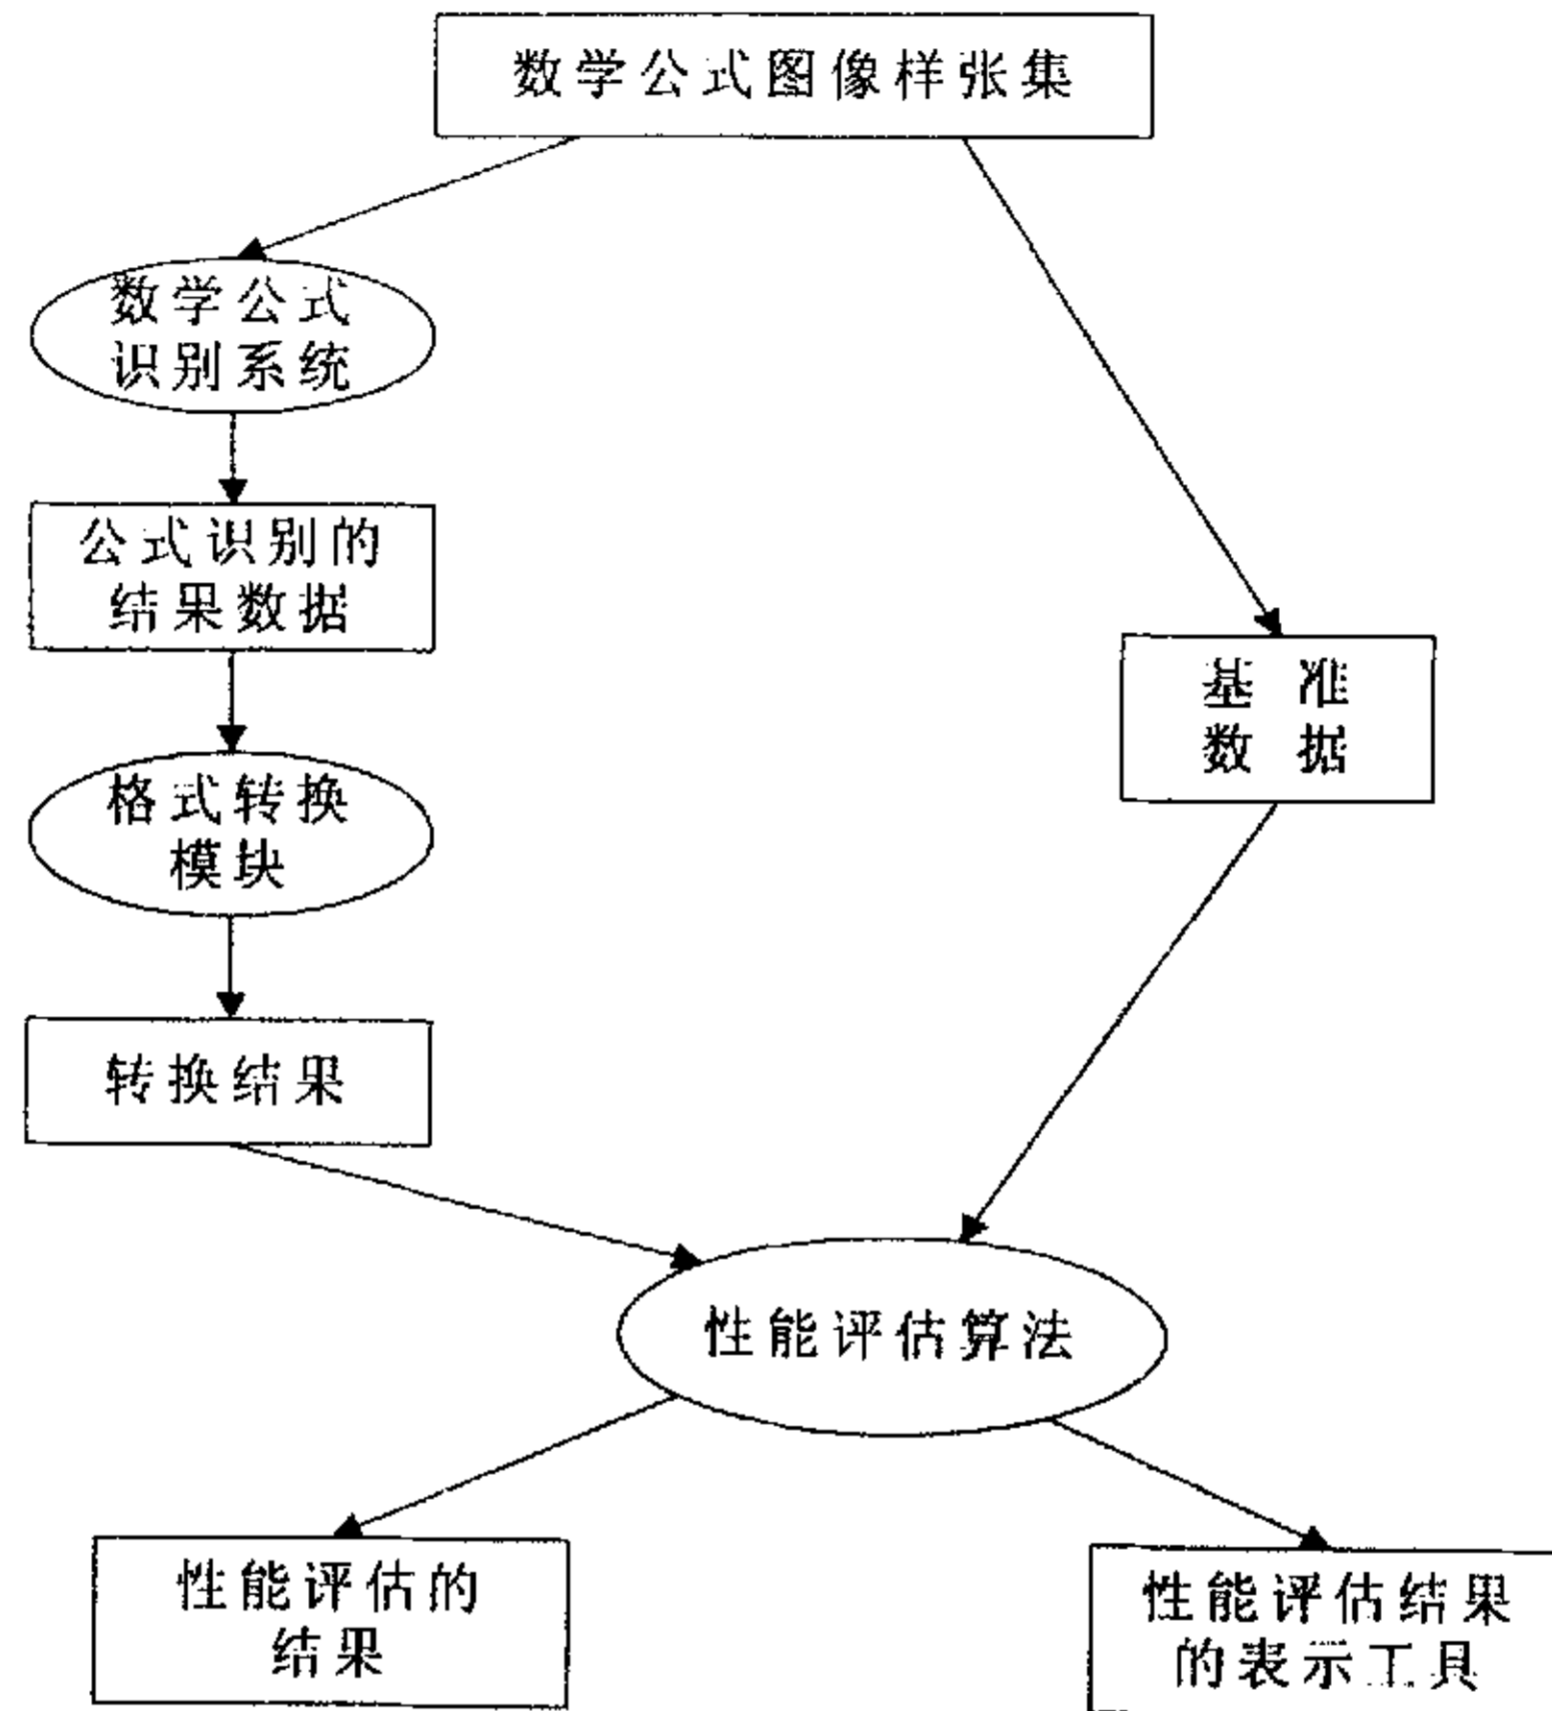 数学公式图像样张集
数学公式
识别系统
公式识别的
结果数据
基准
数据
格式转换
模块
转换结果
性能评估算法
性能评估的
结果
性能评估结果
的表示工具